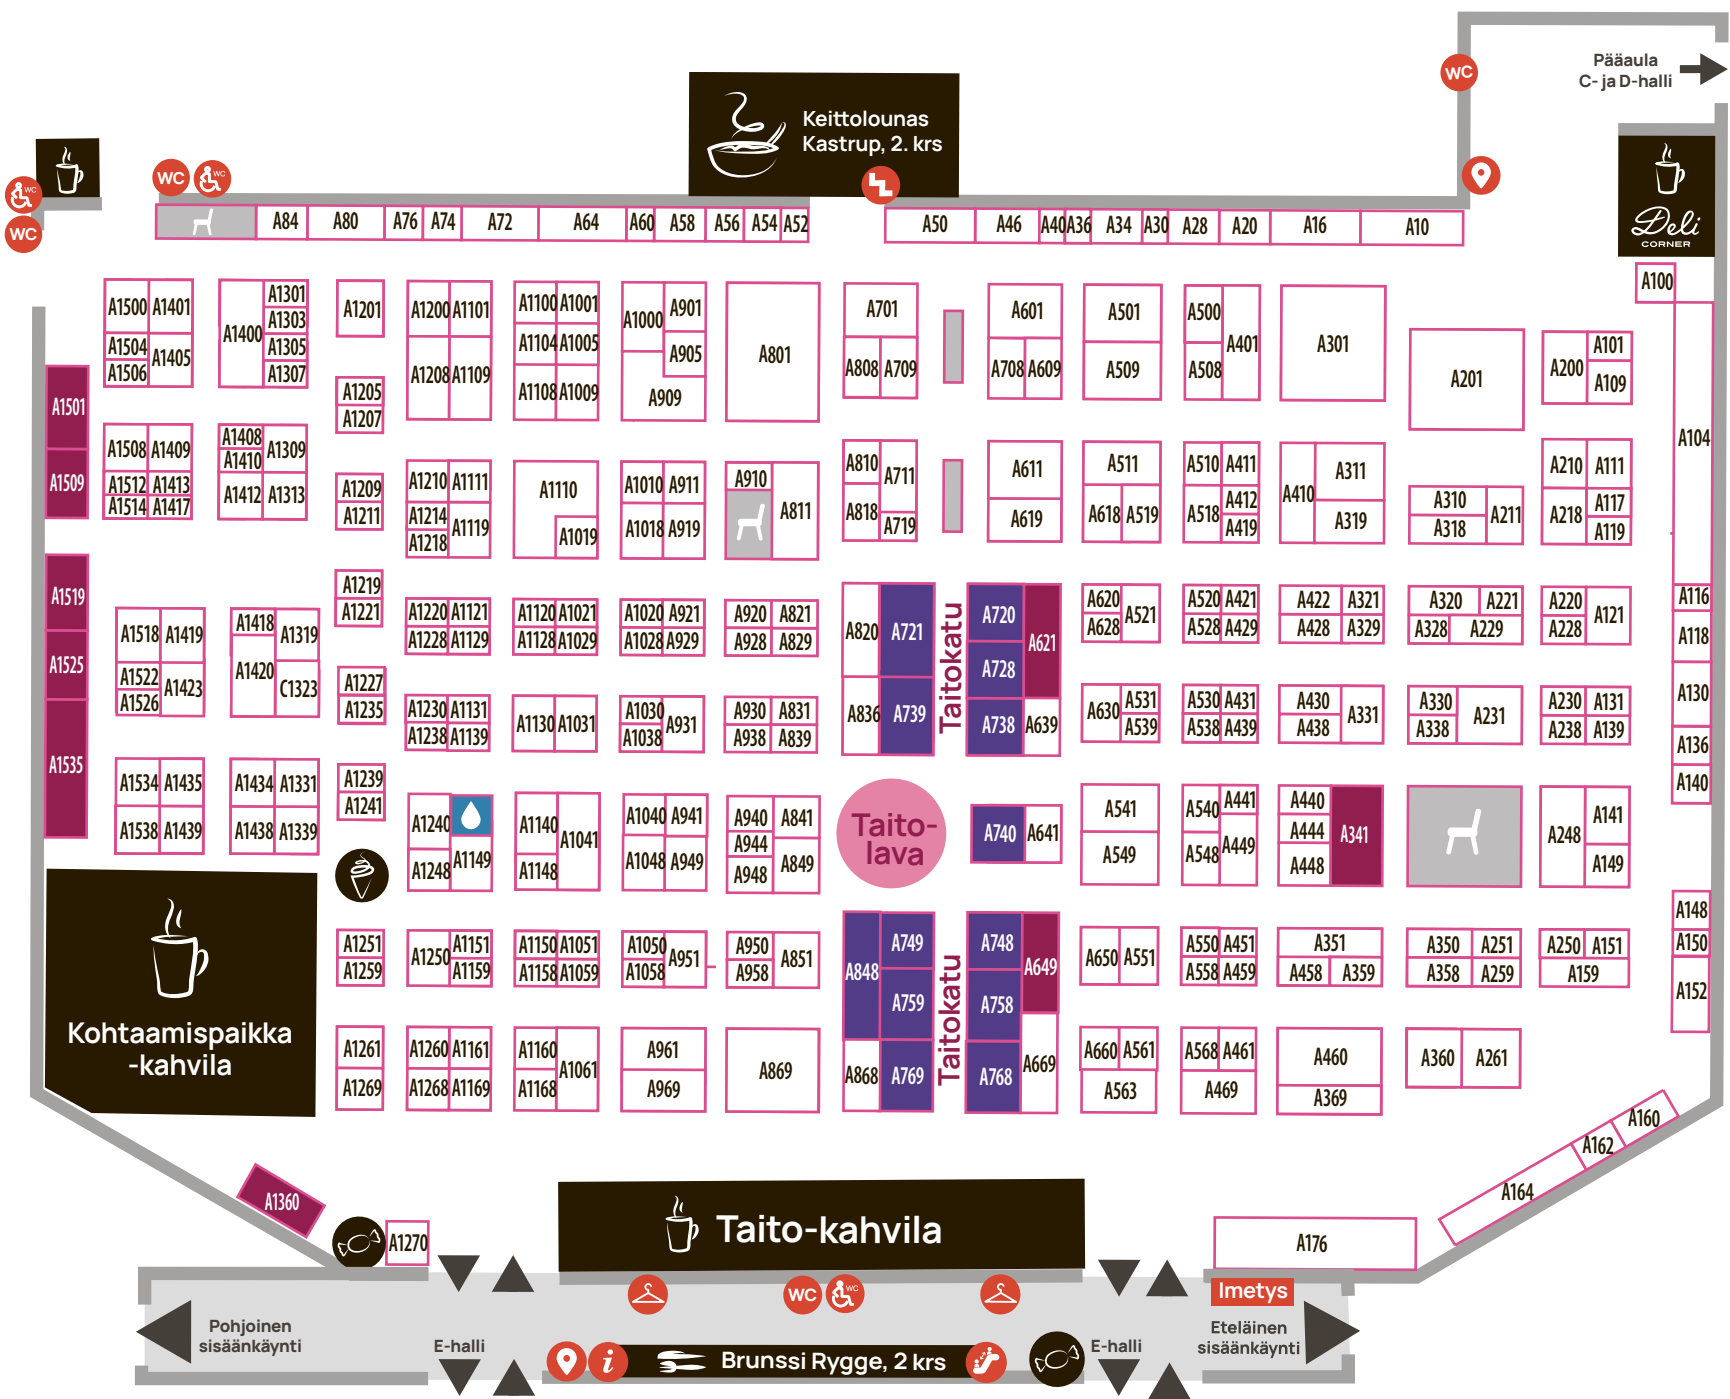 Pääaula
C- ja D-halli
WC
Keittolounas
Kastrup, 2. krs
WC
WC
WC
WC
WC
Deli
CORNER
A84 A80 A76 A74 A72 A64 A60 A58 A56 A54 A52
A50 A46 A40 A36 A34 A30 A28 A20 A16 A10
A100
A1500 A1401 A1400 A1301 A1201 A1200 A1101 A1100 A1001 A1000 A901 A801 A701 A601 A501 A500 A401 A301
A1303
A1504 A1405 A1305 A1208 A1109 A1104 A1005 A905 A808 A709 A708 A609 A509 A508 A201 A200 A101
A1506 A1307 A1108 A1009 A909 A109
A1501 A1205
A1207
A104
A1508 A1409 A1408 A1309 A810 A711 A611 A511 A510 A411 A410 A311 A210 A111
A1410
A1509 A1512 A1413 A1412 A1313 A1209 A1210 A1111 A1110 A1010 A911 A910 A811
A1514 A1417 A1211 A1214 A1119 A1019 A1018 A919 A818 A719 A619 A618 A519 A518 A412 A319 A310 A211 A218 A117
A1218 A419 A318 A119
A1519 A1219 A1220 A1121 A1120 A1021 A1020 A921 A920 A821 A820 A721 A720 A621 A620 A521 A520 A421 A422 A321 A320 A221 A220 A121 A116
A1221 A1228 A1129 A1128 A1029 A1028 A929 A928 A829 A628 A528 A429 A428 A329 A328 A229 A228 A118
Taitokatu
A1518 A1419 A1418 A1319
A1525 A1522 A1423 A1420 C1323 A1227 A728
A1526 A1235 A1230 A1131 A1130 A1031 A1030 A931 A930 A831 A836 A739 A738 A639 A630 A531 A530 A431 A430 A331 A330 A231 A230 A131 A130
A1238 A1139 A1038 A938 A839 A539 A538 A439 A438 A338 A238 A139 A136
A1535 A1534 A1435 A1434 A1331 A1239 A140
A1538 A1439 A1438 A1339 A1241 A1240 A1140 A1041 A1040 A941 A940 A841 A740 A641 A541 A540 A441 A440 A341 A248 A141
Taito-
lava
A944 A444
A1248 A1149 A1148 A1048 A949 A948 A849 A549 A548 A449 A448 A149
A148
A1251 A1250 A1151 A1150 A1051 A1050 A951 A950 A851 A848 A749 A748 A649 A650 A551 A550 A451 A351 A350 A251 A250 A151 A150
A1259 A1159 A1158 A1059 A1058 A958 A759 A758 A558 A459 A458 A359 A358 A259 A159 A152
Taitokatu
Kohtaamispaikka
-kahvila
A1261 A1260 A1161 A1160 A1061 A961 A869 A868 A769 A768 A669 A660 A561 A568 A461 A460 A360 A261
A1269 A1268 A1169 A1168 A969 A563 A469 A369
A160
A162
A164
A1360
A1270
Taito-kahvila
A176
WC
WC
Imetys
Pohjoinen
sisäänkäynti
E-halli
i
Brunssi Rygge, 2 krs
E-halli
Eteläinen
sisäänkäynti